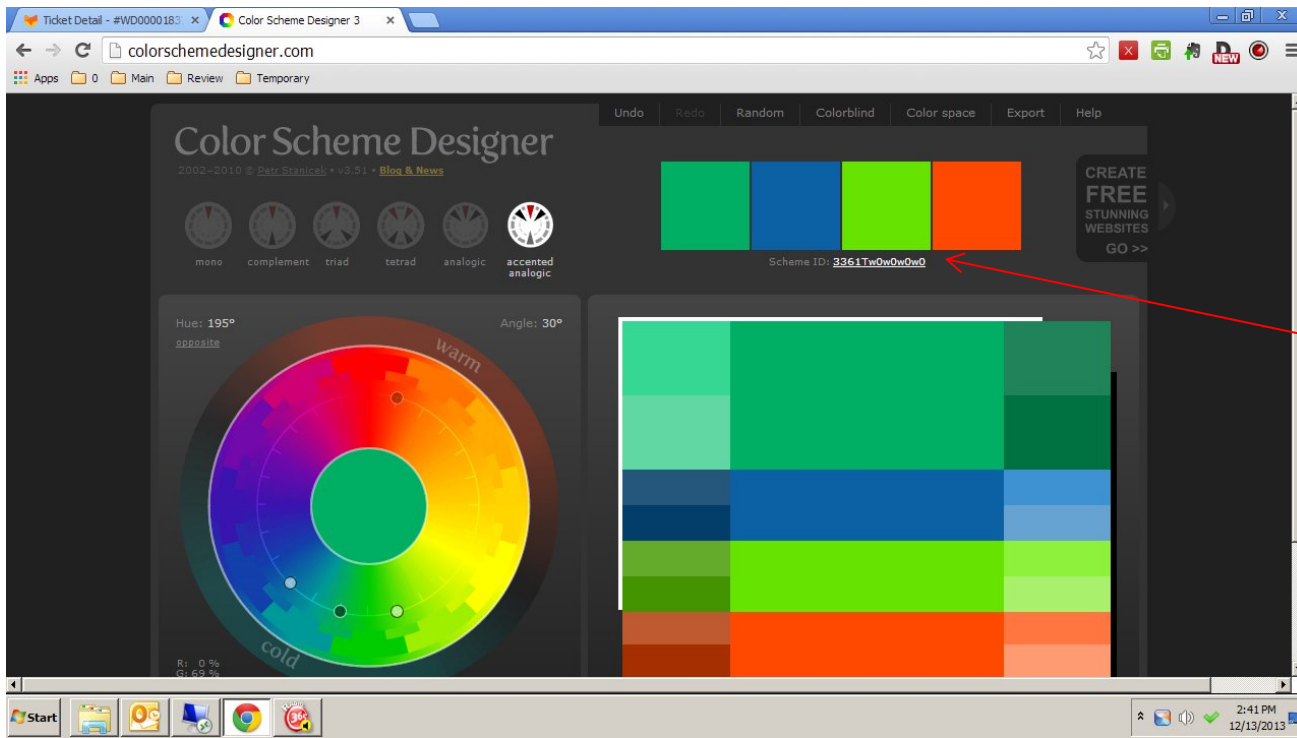 Ticket Detail - #WD0000183
Color Scheme Designer 3
colorschemedesigner.com
NEW
Apps
0
Main
Review
Temporary
Undo
Redo
Random
Colorblind
Color space
Export
Help
Color Scheme Designer
2002–2010 © Petr Stanicek • v3.51 • Blog & News
mono
complement
triad
tetrad
analogic
accented
analogic
Scheme ID: 3361Tw0w0w0w0
CREATE
FREE
STUNNING
WEBSITES
GO >>
Hue: 195°
Angle: 30°
opposite
warm
cold
R: 0 %
G: 69 %
Start
2:41 PM
12/13/2013